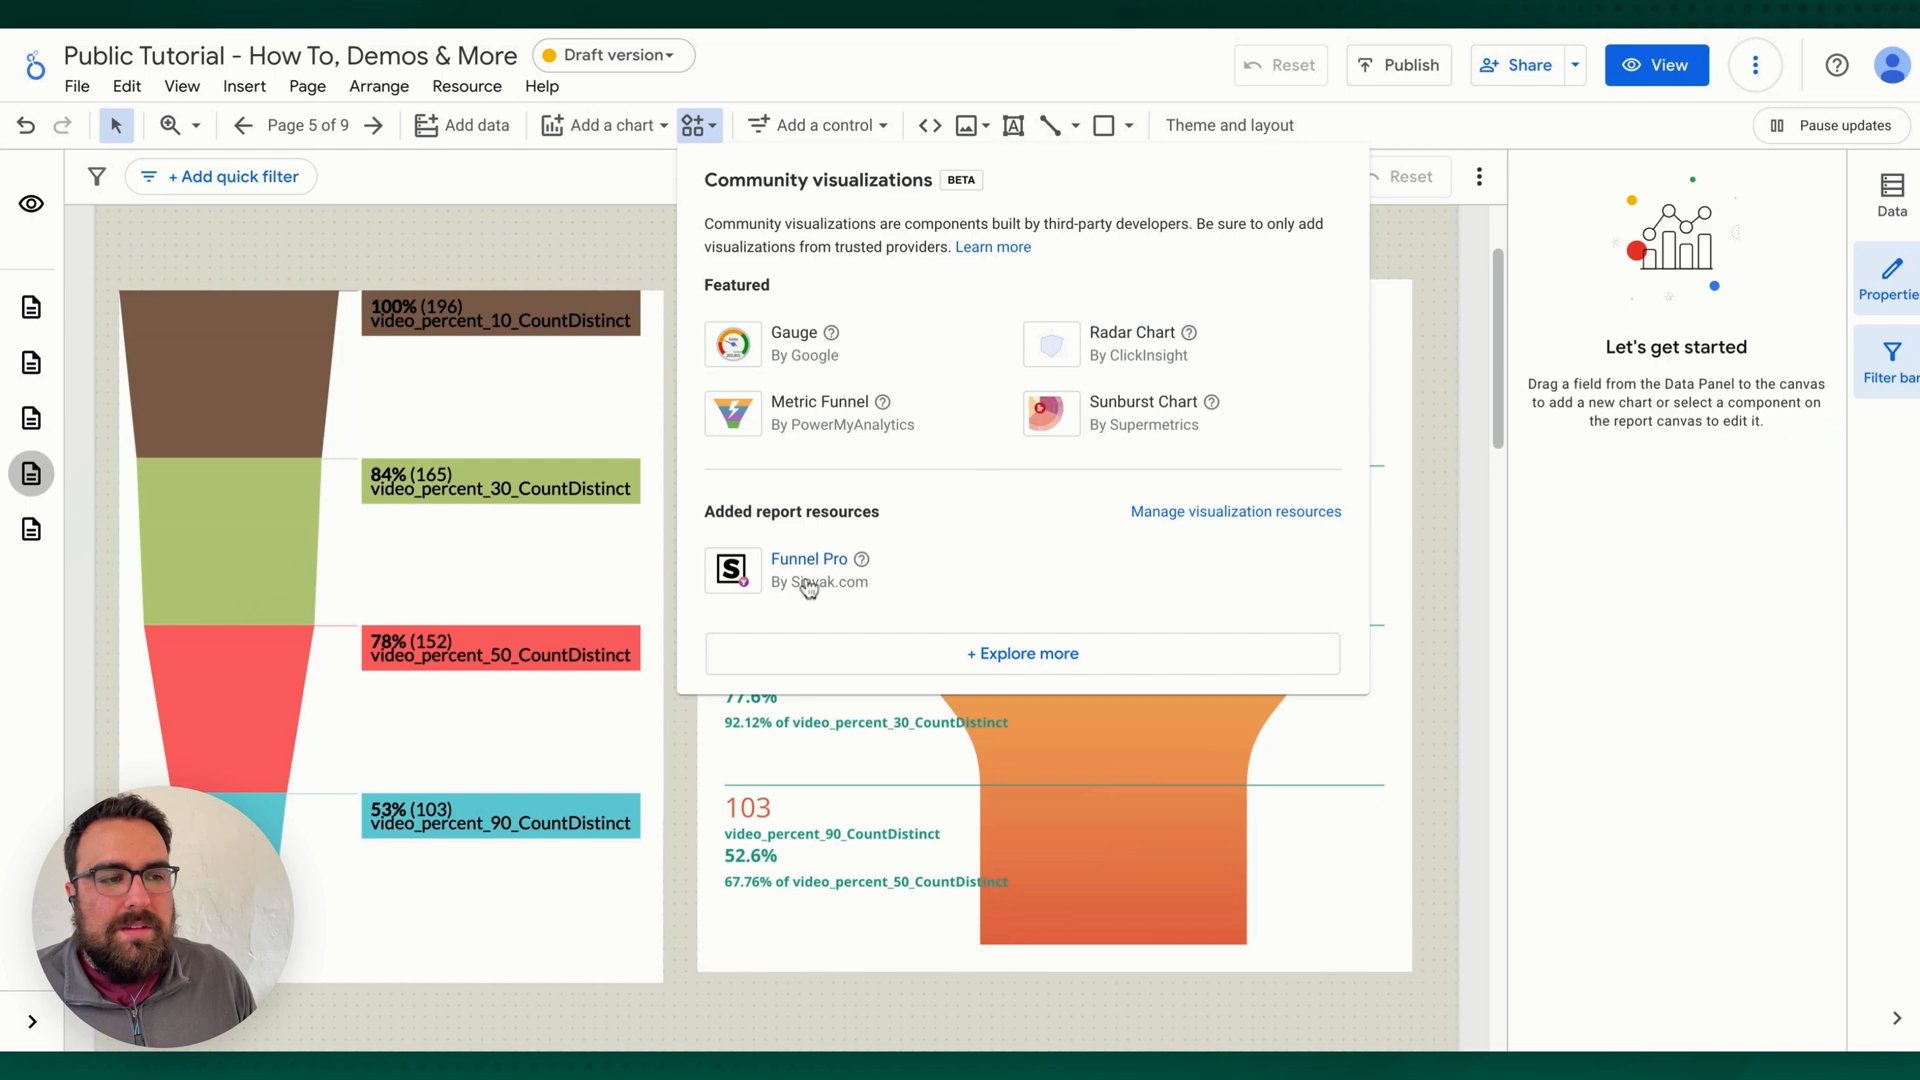 Public Tutorial - How To, Demos & More
Draft version
Reset
Publish
Share
View
File Edit View Insert Page Arrange Resource Help
Page 5 of 9
Add data
Add a chart
Add a control
Theme and layout
Pause updates
+ Add quick filter
Reset
Community visualizations BETA
Community visualizations are components built by third-party developers. Be sure to only add
visualizations from trusted providers. Learn more
Featured
Gauge
By Google
Radar Chart
By ClickInsight
Metric Funnel
By PowerMyAnalytics
Sunburst Chart
By Supermetrics
Added report resources
Manage visualization resources
S
Funnel Pro
By
+ Explore more
100% (196)
video_percent_10_CountDistinct
84% (165)
video_percent_30_CountDistinct
78% (152)
video_percent_50_CountDistinct
53% (103)
video_percent_90_CountDistinct
77.6%
92.12% of video_percent_30_CountDistinct
103
video_percent_90_CountDistinct
52.6%
67.76% of video_percent_50_CountDistinct
Let's get started
Drag a field from the Data Panel to the canvas
to add a new chart or select a component on
the report canvas to edit it.
Data
Propertie
Filter bar